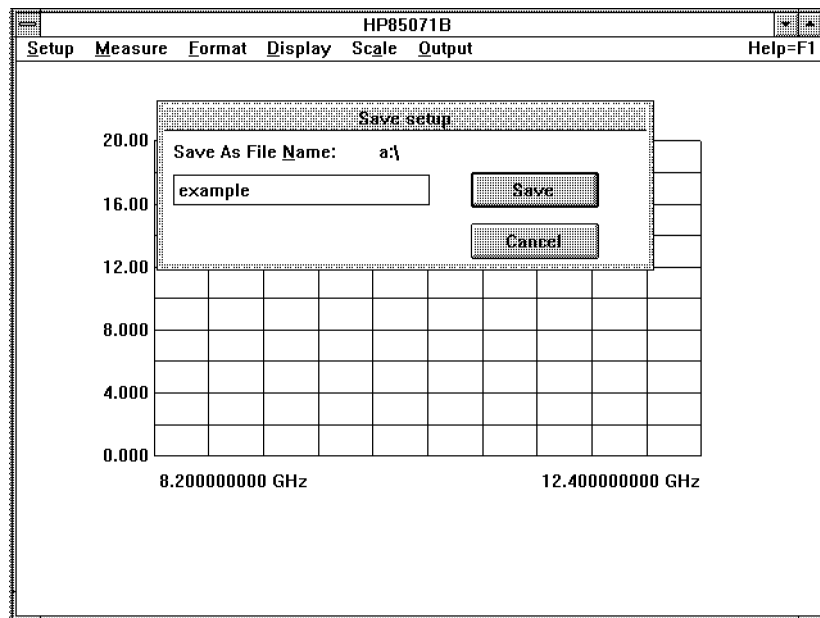 HP85071B
Setup Measure Format Display Scale Output Help=F1
Save setup
20.00
Save As File Name: a:\
example Save
16.00
Cancel
12.00
8.000
4.000
0.000
8.200000000 GHz 12.400000000 GHz